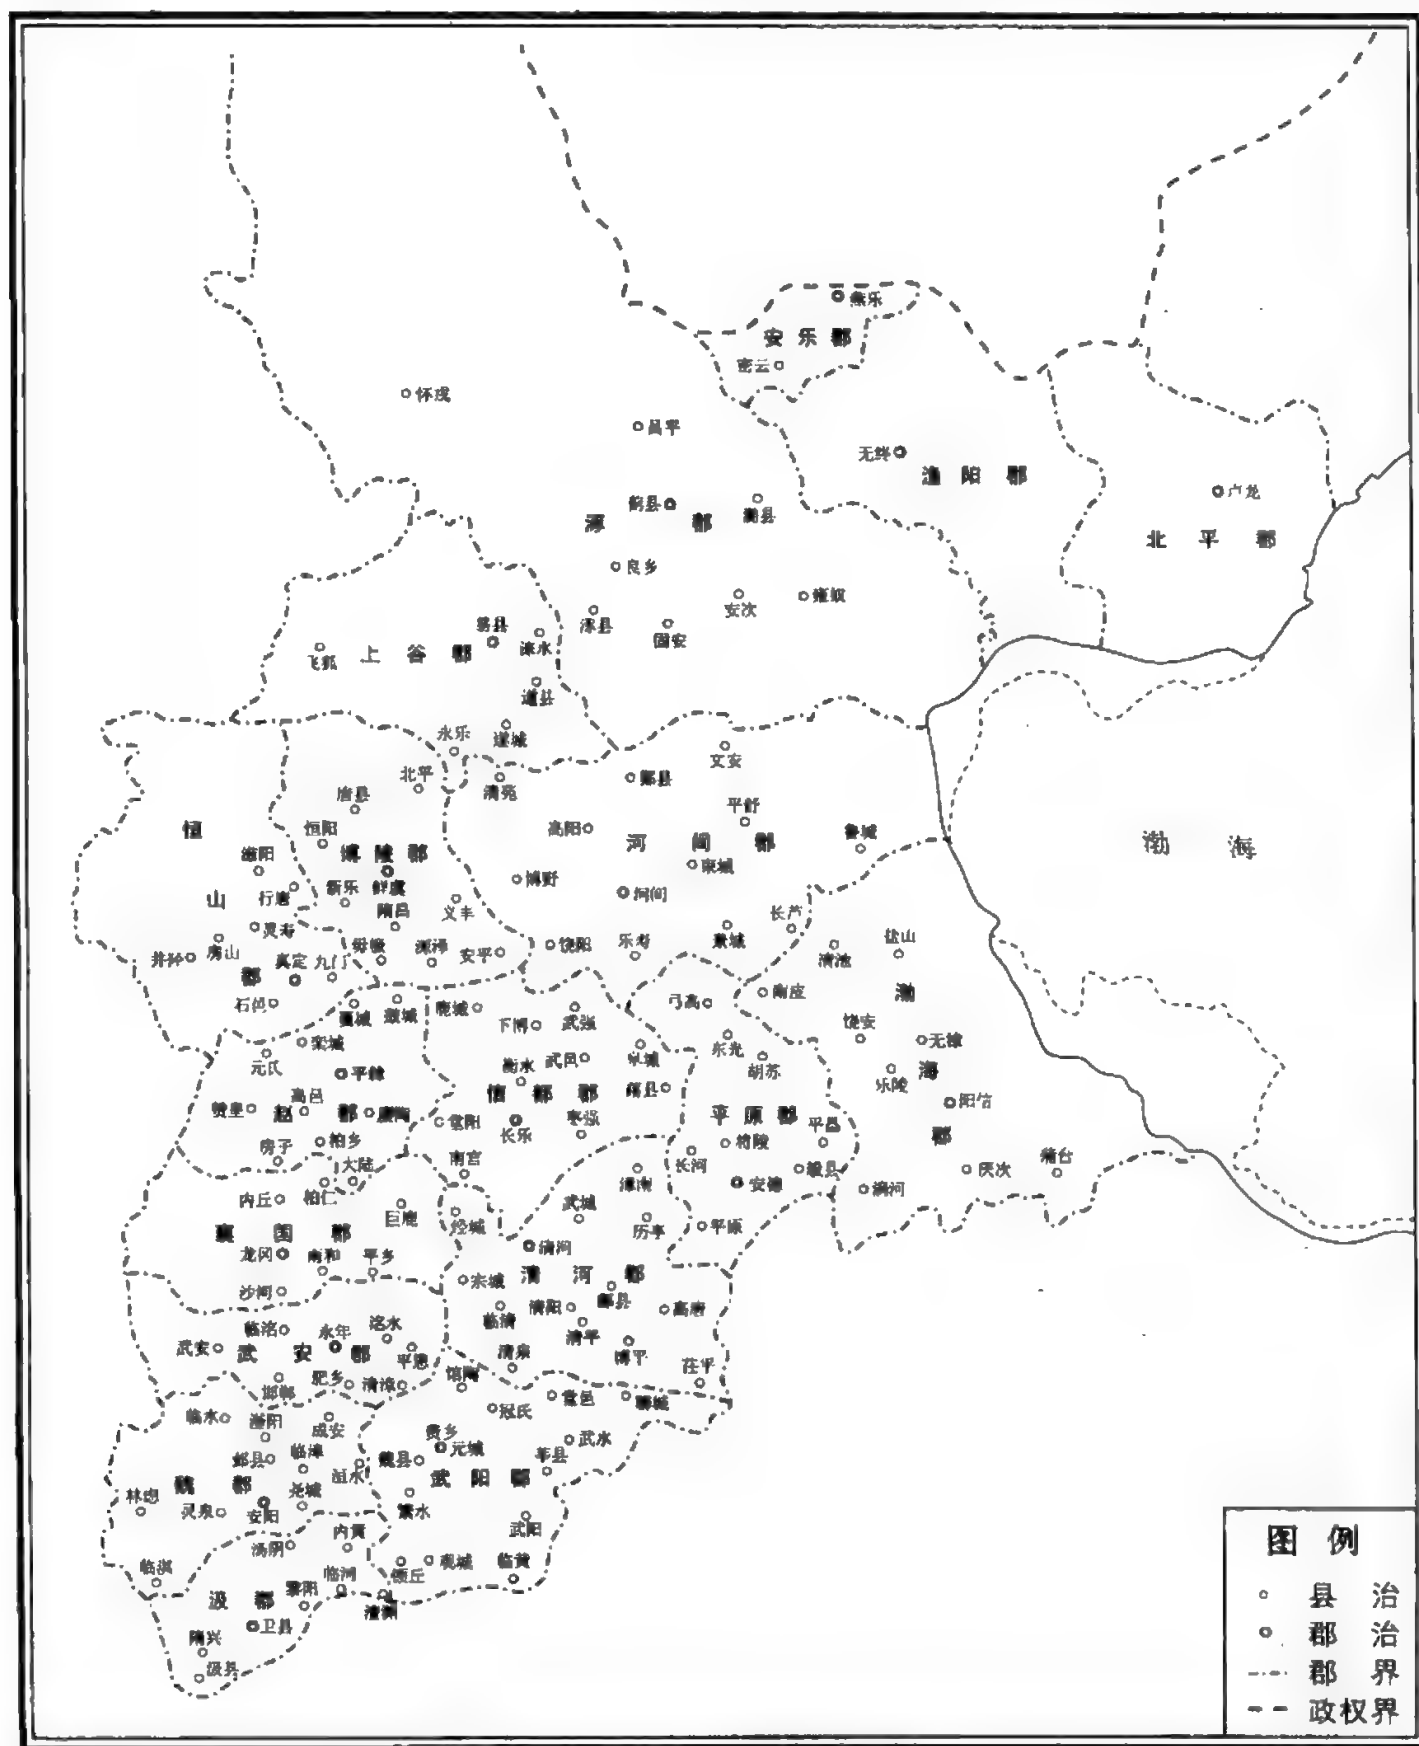 燕乐
安乐郡
密云
怀戎
昌平
无终
渔阳郡
蓟县
潞县
涿郡
卢龙
北平郡
良乡
安次
雍奴
涿县
固安
易县
涞水
飞狐
上谷郡
遒县
永乐
遂城
文安
北平
清苑
鄚县
唐县
平舒
恒阳
高阳
河间郡
鲁城
渤海
恒山郡
滋阳
博陵郡
束城
行唐
新乐
鲜虞
博野
河间
隋昌
义丰
长芦
灵寿
景城
盐山
井陉
房山
毋极
深泽
安平
饶阳
乐寿
清池
真定
九门
石邑
藁城
鼓城
鹿城
弓高
南皮
渤海郡
下博
武强
饶安
无棣
栾城
元氏
衡水
武邑
阜城
东光
胡苏
平棘
信都郡
蓨县
乐陵
阳信
赞皇
高邑
赵郡
廮陶
堂阳
长乐
枣强
平原郡
平昌
房子
柏乡
将陵
大陆
南宫
长河
安德
般县
厌次
蒲台
内丘
柏仁
漳南
滴河
巨鹿
经城
武城
历亭
平原
襄国郡
龙冈
南和
平乡
清河
宗城
清河郡
沙河
临清
清阳
鄃县
高唐
临洺
永年
洺水
清平
武安
武安郡
平恩
清泉
博平
茌平
邯郸
肥乡
清漳
馆陶
临水
滏阳
成安
冠氏
堂邑
聊城
贵乡
元城
武水
邺县
临漳
洹水
魏县
莘县
魏郡
武阳郡
林虑
灵泉
安阳
尧城
繁水
武阳
汤阴
内黄
临淇
临河
顿丘
观城
临黄
汲郡
黎阳
澶渊
卫县
隋兴
汲县
图例
县治
郡治
郡界
政权界